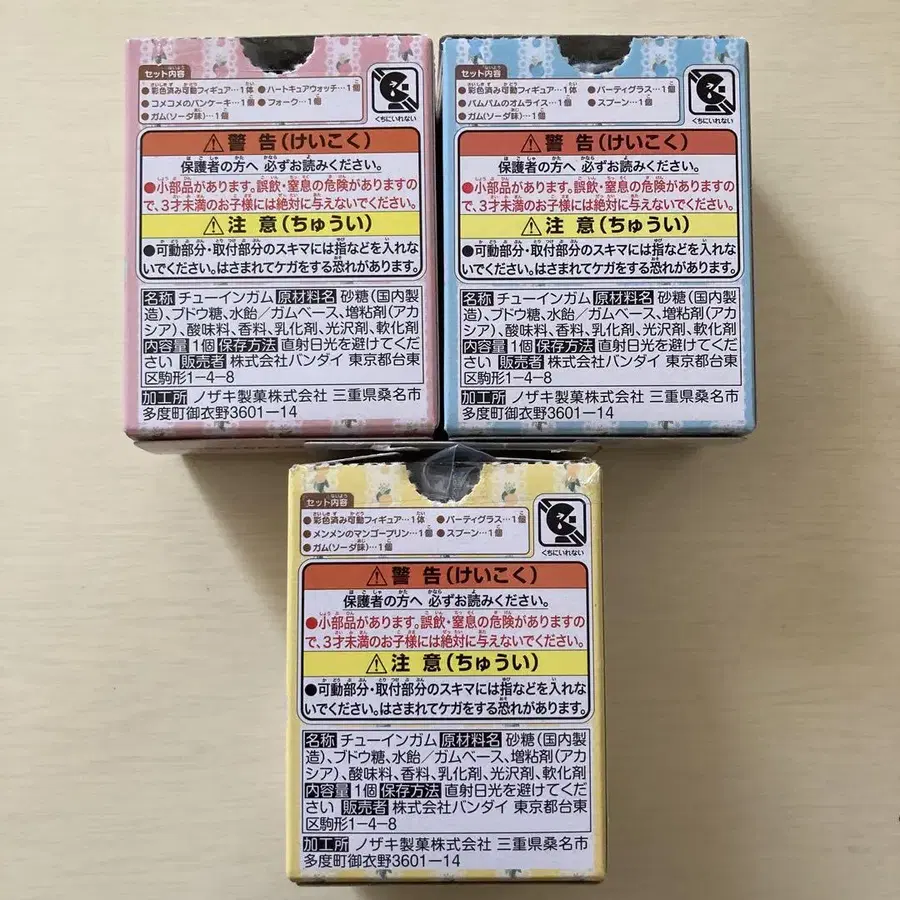 セット内容
●彩色済み可動フィギュア…1体 ●ハートキュアウォッチ…1個
●コメコメのパンケーキ…1個 ●フォーク…1個
●ガム(ソーダ味)…1個
くちにいれない
⚠警告(けいこく)
保護者の方へ 必ずお読みください。
●小部品があります。誤飲・窒息の危険がありますの
で、3才未満のお子様には絶対に与えないでください。
⚠注意(ちゅうい)
●可動部分・取付部分のスキマには指などを入れな
いでください。はさまれてケガをする恐れがあります。
名称 チューインガム 原材料名 砂糖(国内製
造)、ブドウ糖、水飴/ガムベース、増粘剤(アカ
シア)、酸味料、香料、乳化剤、光沢剤、軟化剤
内容量 1個 保存方法 直射日光を避けてくだ
さい 販売者 株式会社バンダイ 東京都台東
区駒形1-4-8
加工所 ノザキ製菓株式会社 三重県桑名市
多度町御衣野3601-14
セット内容
●彩色済み可動フィギュア…1体 ●パーティグラス…1個
●パムパムのオムライス…1個 ●スプーン…1個
●ガム(ソーダ味)…1個
くちにいれない
⚠警告(けいこく)
保護者の方へ 必ずお読みください。
●小部品があります。誤飲・窒息の危険がありますの
で、3才未満のお子様には絶対に与えないでください。
⚠注意(ちゅうい)
●可動部分・取付部分のスキマには指などを入れな
いでください。はさまれてケガをする恐れがあります。
名称 チューインガム 原材料名 砂糖(国内製
造)、ブドウ糖、水飴/ガムベース、増粘剤(アカ
シア)、酸味料、香料、乳化剤、光沢剤、軟化剤
内容量 1個 保存方法 直射日光を避けてくだ
さい 販売者 株式会社バンダイ 東京都台東
区駒形1-4-8
加工所 ノザキ製菓株式会社 三重県桑名市
多度町御衣野3601-14
セット内容
●彩色済み可動フィギュア…1体 ●パーティグラス…1個
●メンメンのマンゴープリン…1個 ●スプーン…1個
●ガム(ソーダ味)…1個
くちにいれない
⚠警告(けいこく)
保護者の方へ 必ずお読みください。
●小部品があります。誤飲・窒息の危険がありますの
で、3才未満のお子様には絶対に与えないでください。
⚠注意(ちゅうい)
●可動部分・取付部分のスキマには指などを入れな
いでください。はさまれてケガをする恐れがあります。
名称 チューインガム 原材料名 砂糖(国内製
造)、ブドウ糖、水飴/ガムベース、増粘剤(アカ
シア)、酸味料、香料、乳化剤、光沢剤、軟化剤
内容量 1個 保存方法 直射日光を避けてくだ
さい 販売者 株式会社バンダイ 東京都台東
区駒形1-4-8
加工所 ノザキ製菓株式会社 三重県桑名市
多度町御衣野3601-14